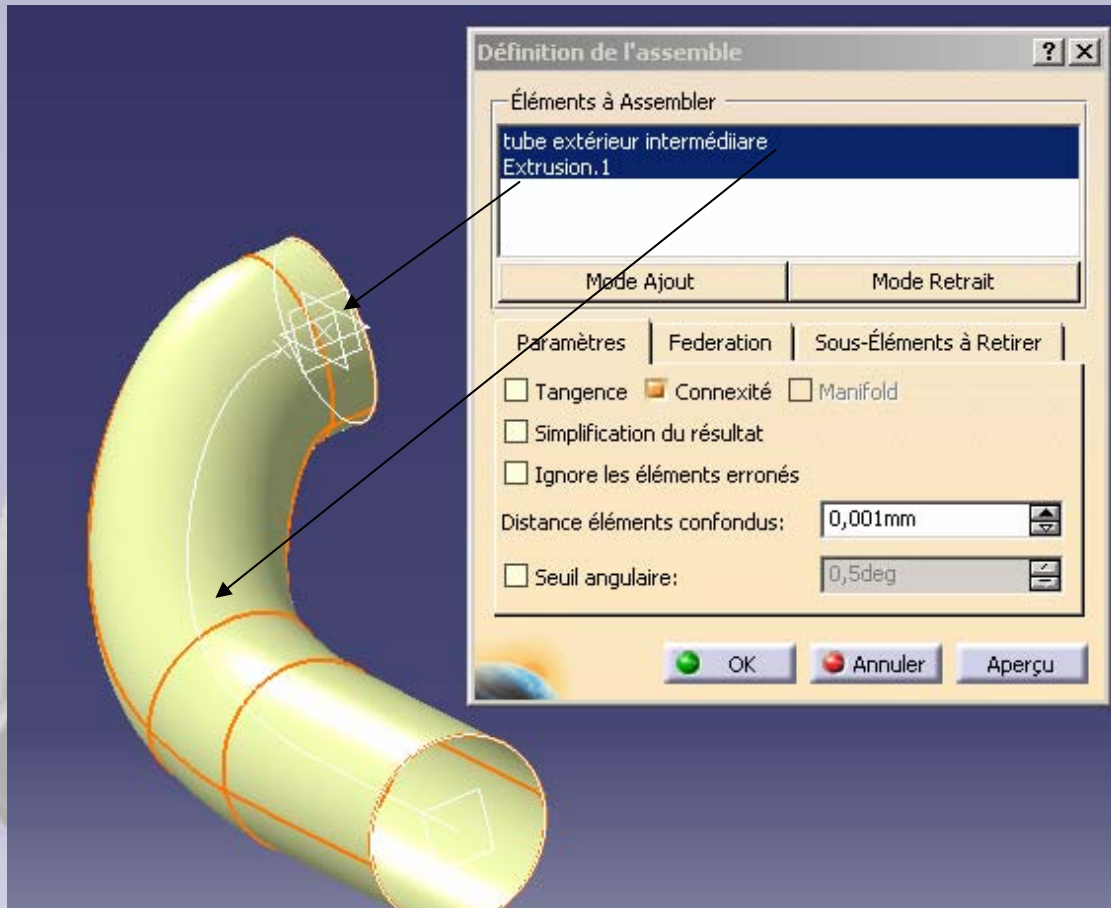 Définition de l'assemble
Éléments à Assembler
tube extérieur intermédiiare
Extrusion.1
Mode Ajout Mode Retrait
Paramètres Federation Sous-Éléments à Retirer
Tangence Connexité Manifold
Simplification du résultat
Ignore les éléments erronés
Distance éléments confondus: 0,001mm
Seuil angulaire: 0,5deg
OK Annuler Aperçu